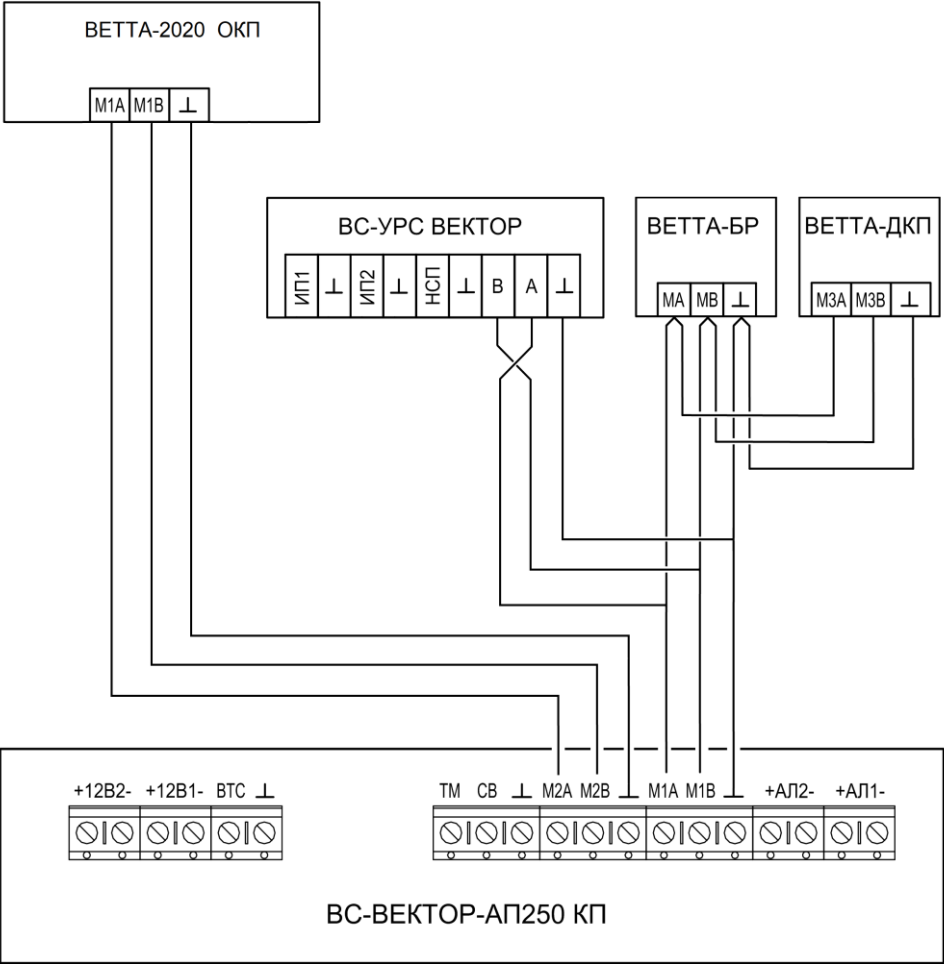 ВЕТТА-2020 ОКП
М1А М1В ⊥
ВС-УРС ВЕКТОР
ИП1 ⊥ ИП2 ⊥ НСП ⊥ В А ⊥
ВЕТТА-БР
МА МВ ⊥
ВЕТТА-ДКП
М3А М3В ⊥
+12В2- +12В1- ВТС ⊥ ТМ СВ ⊥ М2А М2В ⊥ М1А М1В ⊥ +АЛ2- +АЛ1-
ВС-ВЕКТОР-АП250 КП